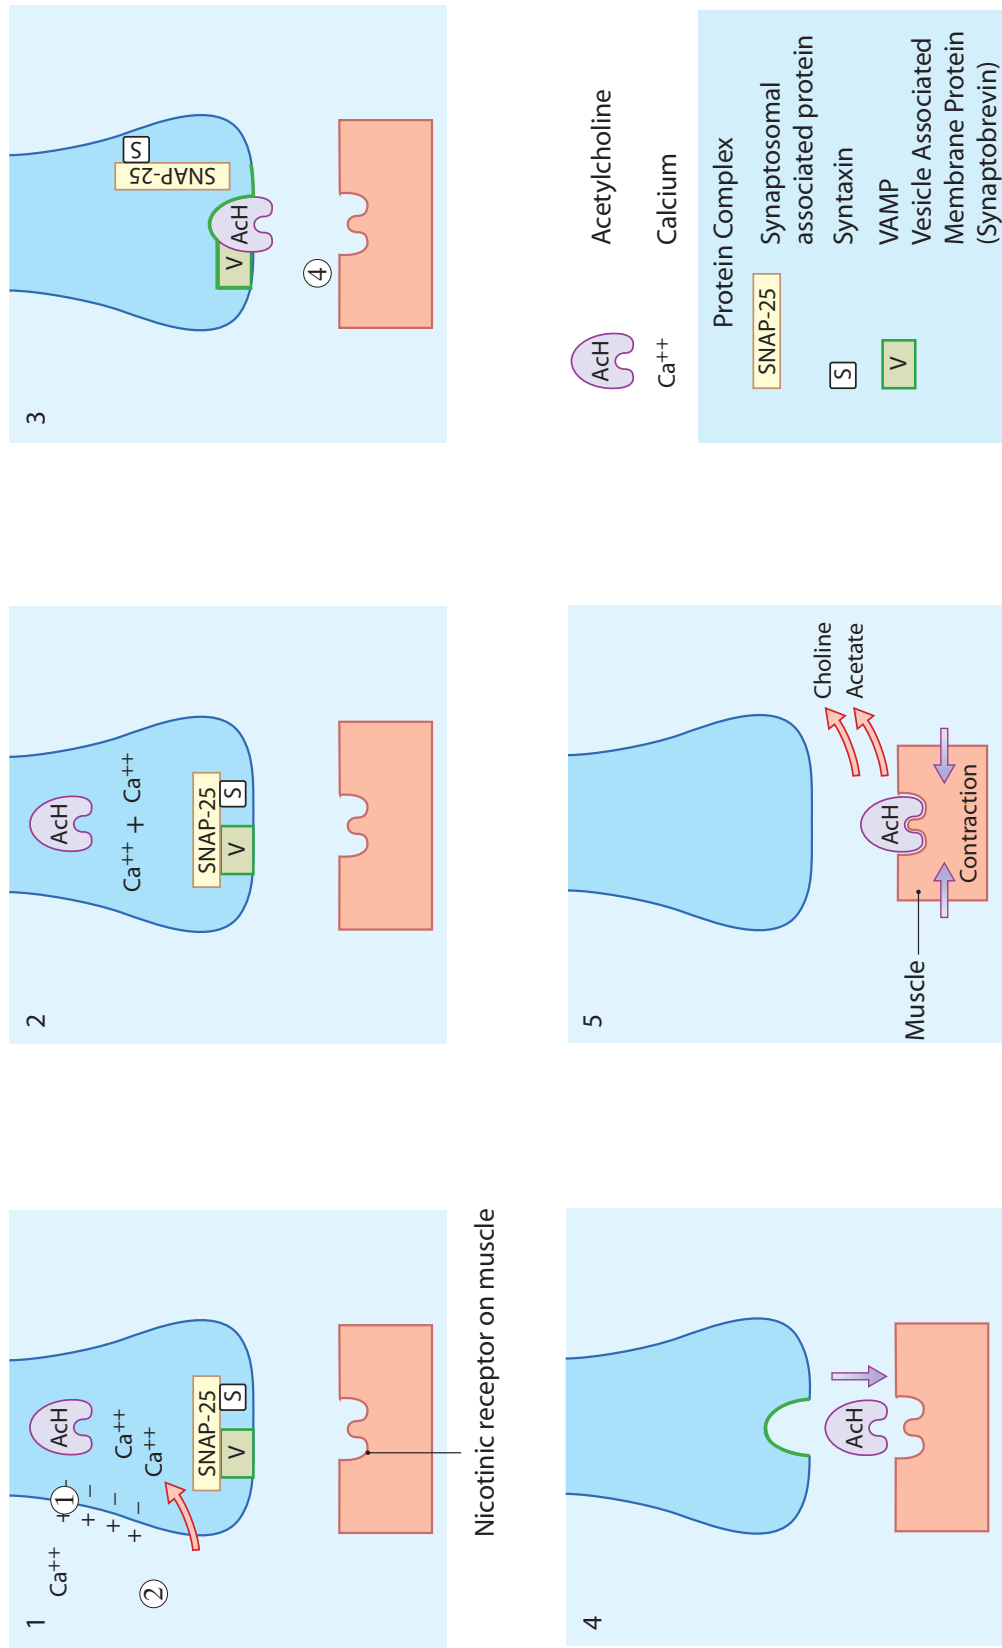 1
Ca++
①
+ -
+ -
+ -
+ -
②
AcH
Ca++
Ca++
SNAP-25
V
S
Nicotinic receptor on muscle
2
AcH
Ca++ + Ca++
SNAP-25
V
S
3
SNAP-25
S
V
AcH
④
4
AcH
5
Muscle
AcH
Contraction
Choline
Acetate
AcH
Acetylcholine
Ca++
Calcium
Protein Complex
SNAP-25
Synaptosomal
associated protein
S
Syntaxin
V
VAMP
Vesicle Associated
Membrane Protein
(Synaptobrevin)